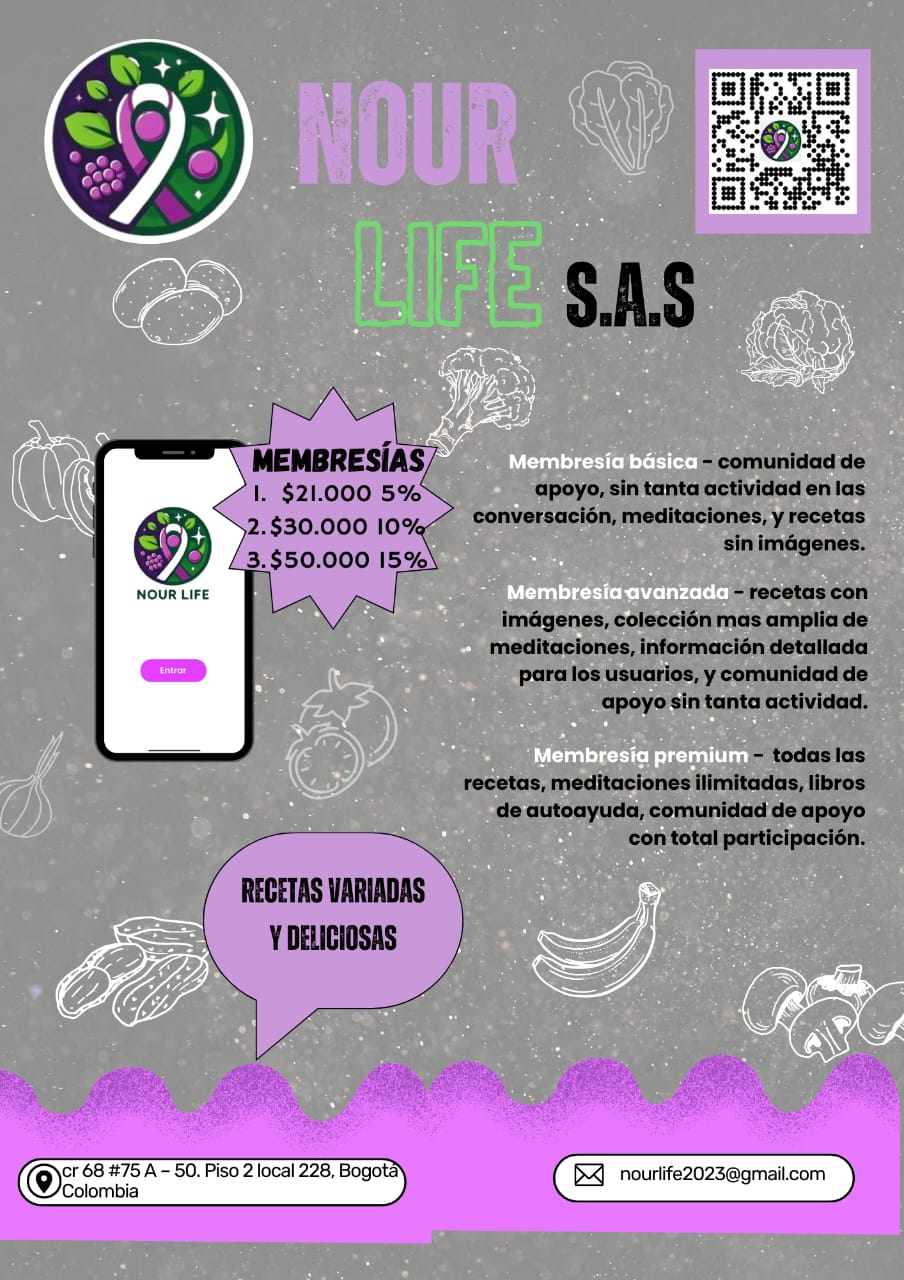 NOUR
LIFE S.A.S
MEMBRESÍAS
1. $21.000 5%
2. $30.000 10%
3. $50.000 15%
NOUR LIFE
Entrar
Membresía básica - comunidad de
apoyo, sin tanta actividad en las
conversación, meditaciones, y recetas
sin imágenes.
Membresía avanzada - recetas con
imágenes, colección mas amplia de
meditaciones, información detallada
para los usuarios, y comunidad de
apoyo sin tanta actividad.
Membresía premium - todas las
recetas, meditaciones ilimitadas, libros
de autoayuda, comunidad de apoyo
con total participación.
RECETAS VARIADAS
Y DELICIOSAS
cr 68 #75 A – 50. Piso 2 local 228, Bogotá
Colombia
nourlife2023@gmail.com